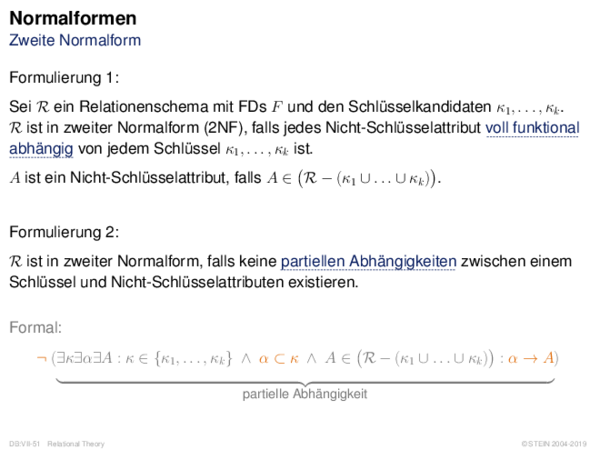 Normalformen
Zweite Normalform
Formulierung 1:
Sei ℛ ein Relationenschema mit FDs F und den Schlüsselkandidaten κ₁, . . . , κₖ.
ℛ ist in zweiter Normalform (2NF), falls jedes Nicht-Schlüsselattribut voll funktional
abhängig von jedem Schlüssel κ₁, . . . , κₖ ist.
A ist ein Nicht-Schlüsselattribut, falls A ∈ (ℛ − (κ₁ ∪ . . . ∪ κₖ)).
Formulierung 2:
ℛ ist in zweiter Normalform, falls keine partiellen Abhängigkeiten zwischen einem
Schlüssel und Nicht-Schlüsselattributen existieren.
Formal:
¬ (∃κ∃α∃A : κ ∈ {κ₁, . . . , κₖ} ∧ α ⊂ κ ∧ A ∈ (ℛ − (κ₁ ∪ . . . ∪ κₖ)) : α → A)
partielle Abhängigkeit
DB:VII-51 Relational Theory © STEIN 2004-2019